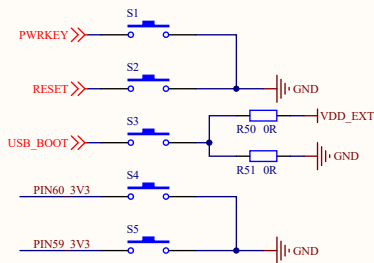 S1
PWRKEY
S2
RESET
GND
S3
VDD_EXT
R50 0R
USB_BOOT
GND
R51 0R
S4
PIN60_3V3
S5
PIN59_3V3
GND